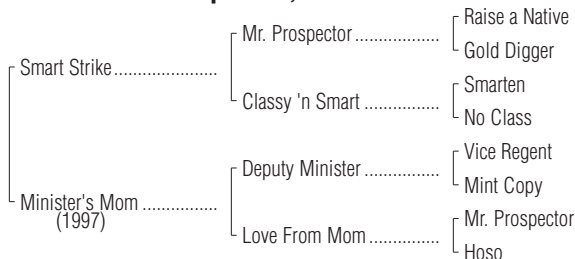 Raise a Native
Mr. Prospector ..................
Gold Digger
Smart Strike......................
Smarten
Classy 'n Smart ................
No Class
Vice Regent
Deputy Minister ................
Mint Copy
Minister's Mom ................
(1997)
Mr. Prospector
Love From Mom...............
Hoso